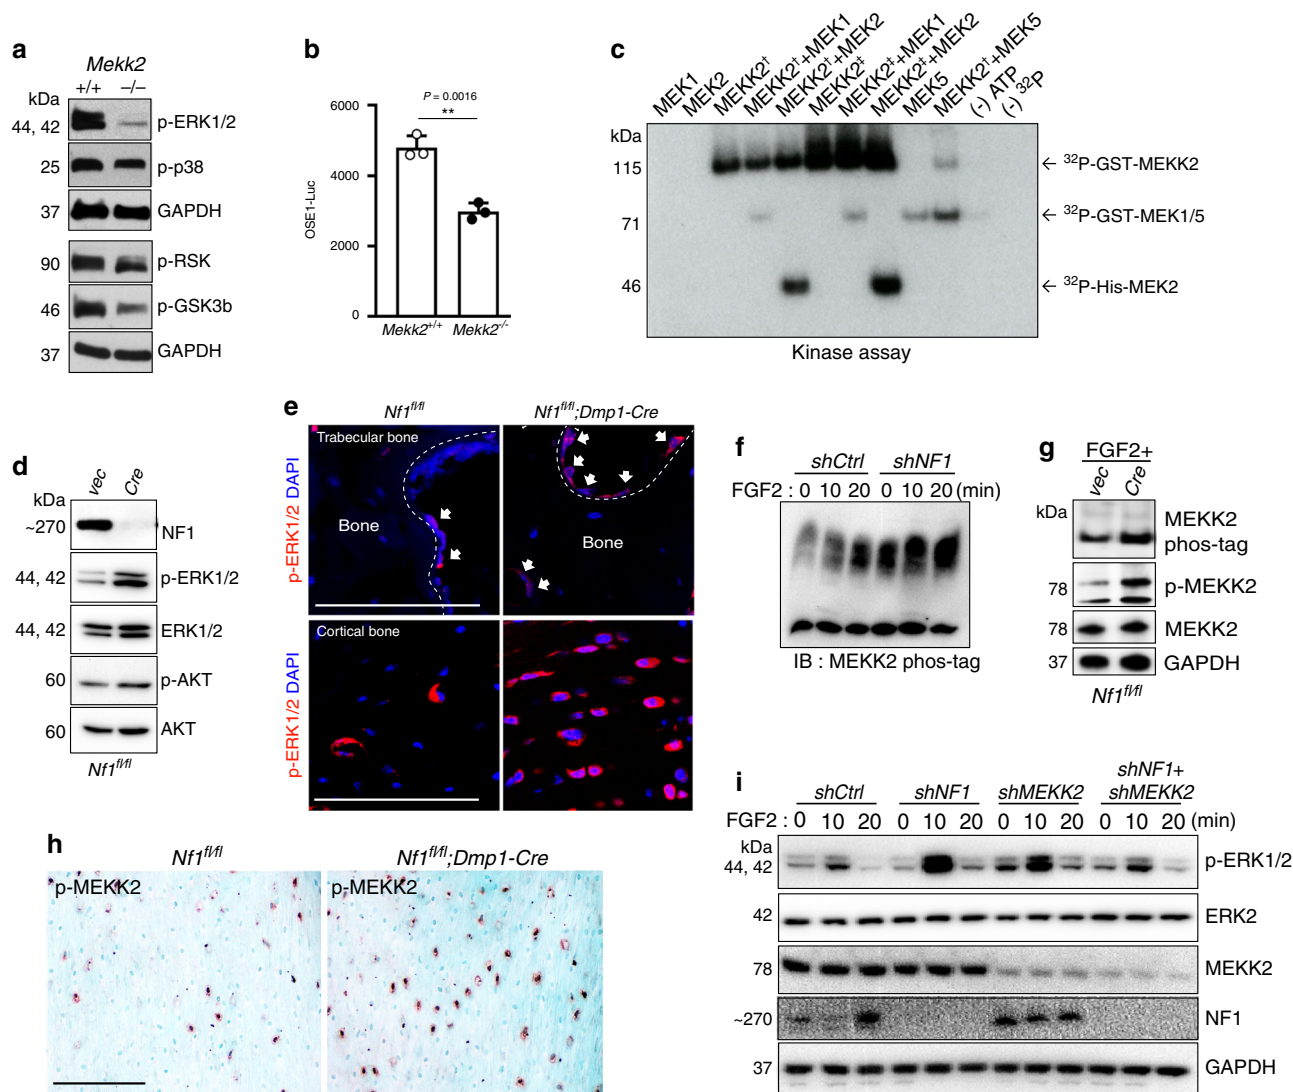 a
Mekk2
+/+ –/–
kDa
44, 42 p-ERK1/2
25 p-p38
37 GAPDH
90 p-RSK
46 p-GSK3b
37 GAPDH
b
P = 0.0016
**
6000
4000
2000
0
OSE1-Luc
Mekk2+/+ Mekk2-/-
c
MEK1
MEK2
MEKK2†
MEKK2†+MEK1
MEKK2†+MEK2
MEKK2‡
MEKK2‡+MEK1
MEKK2‡+MEK2
MEK5
MEKK2†+MEK5
(-) ATP
(-) 32P
kDa
115 ← 32P-GST-MEKK2
71 ← 32P-GST-MEK1/5
46 ← 32P-His-MEK2
Kinase assay
d
vec Cre
kDa
~270 NF1
44, 42 p-ERK1/2
44, 42 ERK1/2
60 p-AKT
60 AKT
Nf1fl/fl
e
Nf1fl/fl Nf1fl/fl;Dmp1-Cre
p-ERK1/2 DAPI
Trabecular bone
Bone
Bone
p-ERK1/2 DAPI
Cortical bone
f
shCtrl shNF1
FGF2 : 0 10 20 0 10 20 (min)
IB : MEKK2 phos-tag
g
FGF2+
vec Cre
kDa
MEKK2
phos-tag
78 p-MEKK2
78 MEKK2
37 GAPDH
Nf1fl/fl
h
Nf1fl/fl Nf1fl/fl;Dmp1-Cre
p-MEKK2 p-MEKK2
i
shCtrl shNF1 shMEKK2 shNF1+
shMEKK2
FGF2 : 0 10 20 0 10 20 0 10 20 0 10 20 (min)
kDa
44, 42 p-ERK1/2
42 ERK2
78 MEKK2
~270 NF1
37 GAPDH